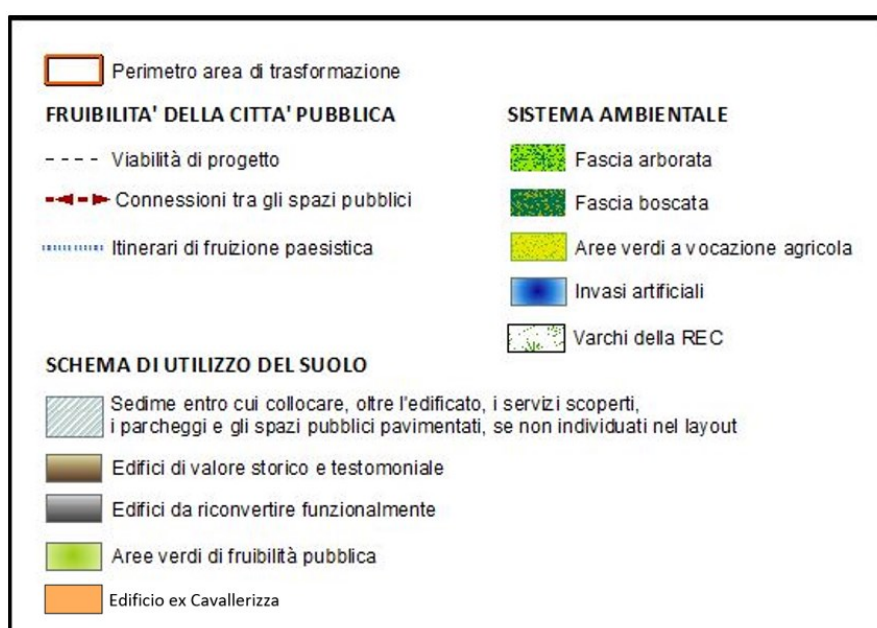 Perimetro area di trasformazione
FRUIBILITA' DELLA CITTA' PUBBLICA
Viabilità di progetto
Connessioni tra gli spazi pubblici
Itinerari di fruizione paesistica
SISTEMA AMBIENTALE
Fascia arborata
Fascia boscata
Aree verdi a vocazione agricola
Invasi artificiali
Varchi della REC
SCHEMA DI UTILIZZO DEL SUOLO
Sedime entro cui collocare, oltre l'edificato, i servizi scoperti,
i parcheggi e gli spazi pubblici pavimentati, se non individuati nel layout
Edifici di valore storico e testomoniale
Edifici da riconvertire funzionalmente
Aree verdi di fruibilità pubblica
Edificio ex Cavallerizza